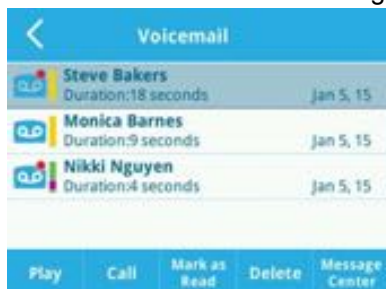 Voicemail
Steve Bakers
Duration:18 seconds Jan 5, 15
Monica Barnes
Duration:9 seconds Jan 5, 15
Nikki Nguyen
Duration:4 seconds Jan 5, 15
Play Call Mark as Read Delete Message Center